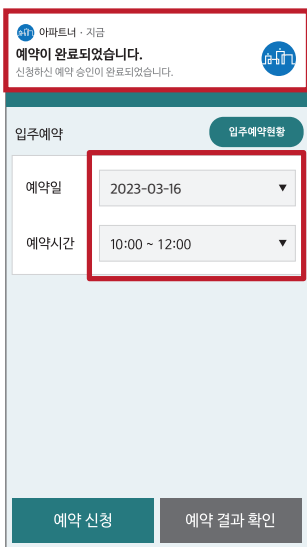 아파트너 · 지금
예약이 완료되었습니다.
신청하신 예약 승인이 완료되었습니다.
입주예약
입주예약현황
예약일
2023-03-16
예약시간
10:00 ~ 12:00
예약 신청
예약 결과 확인